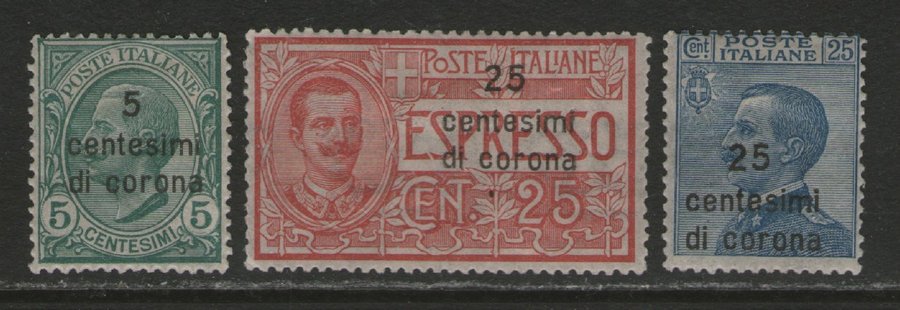 POSTE ITALIANE
5
centesimi
di corona
5 5
CENTESIMI
POSTE ITALIANE
25
centesimi
ESPRESSO
di corona
CENT. 25
Cent POSTE 25
ITALIANE
25
centesimi
di corona